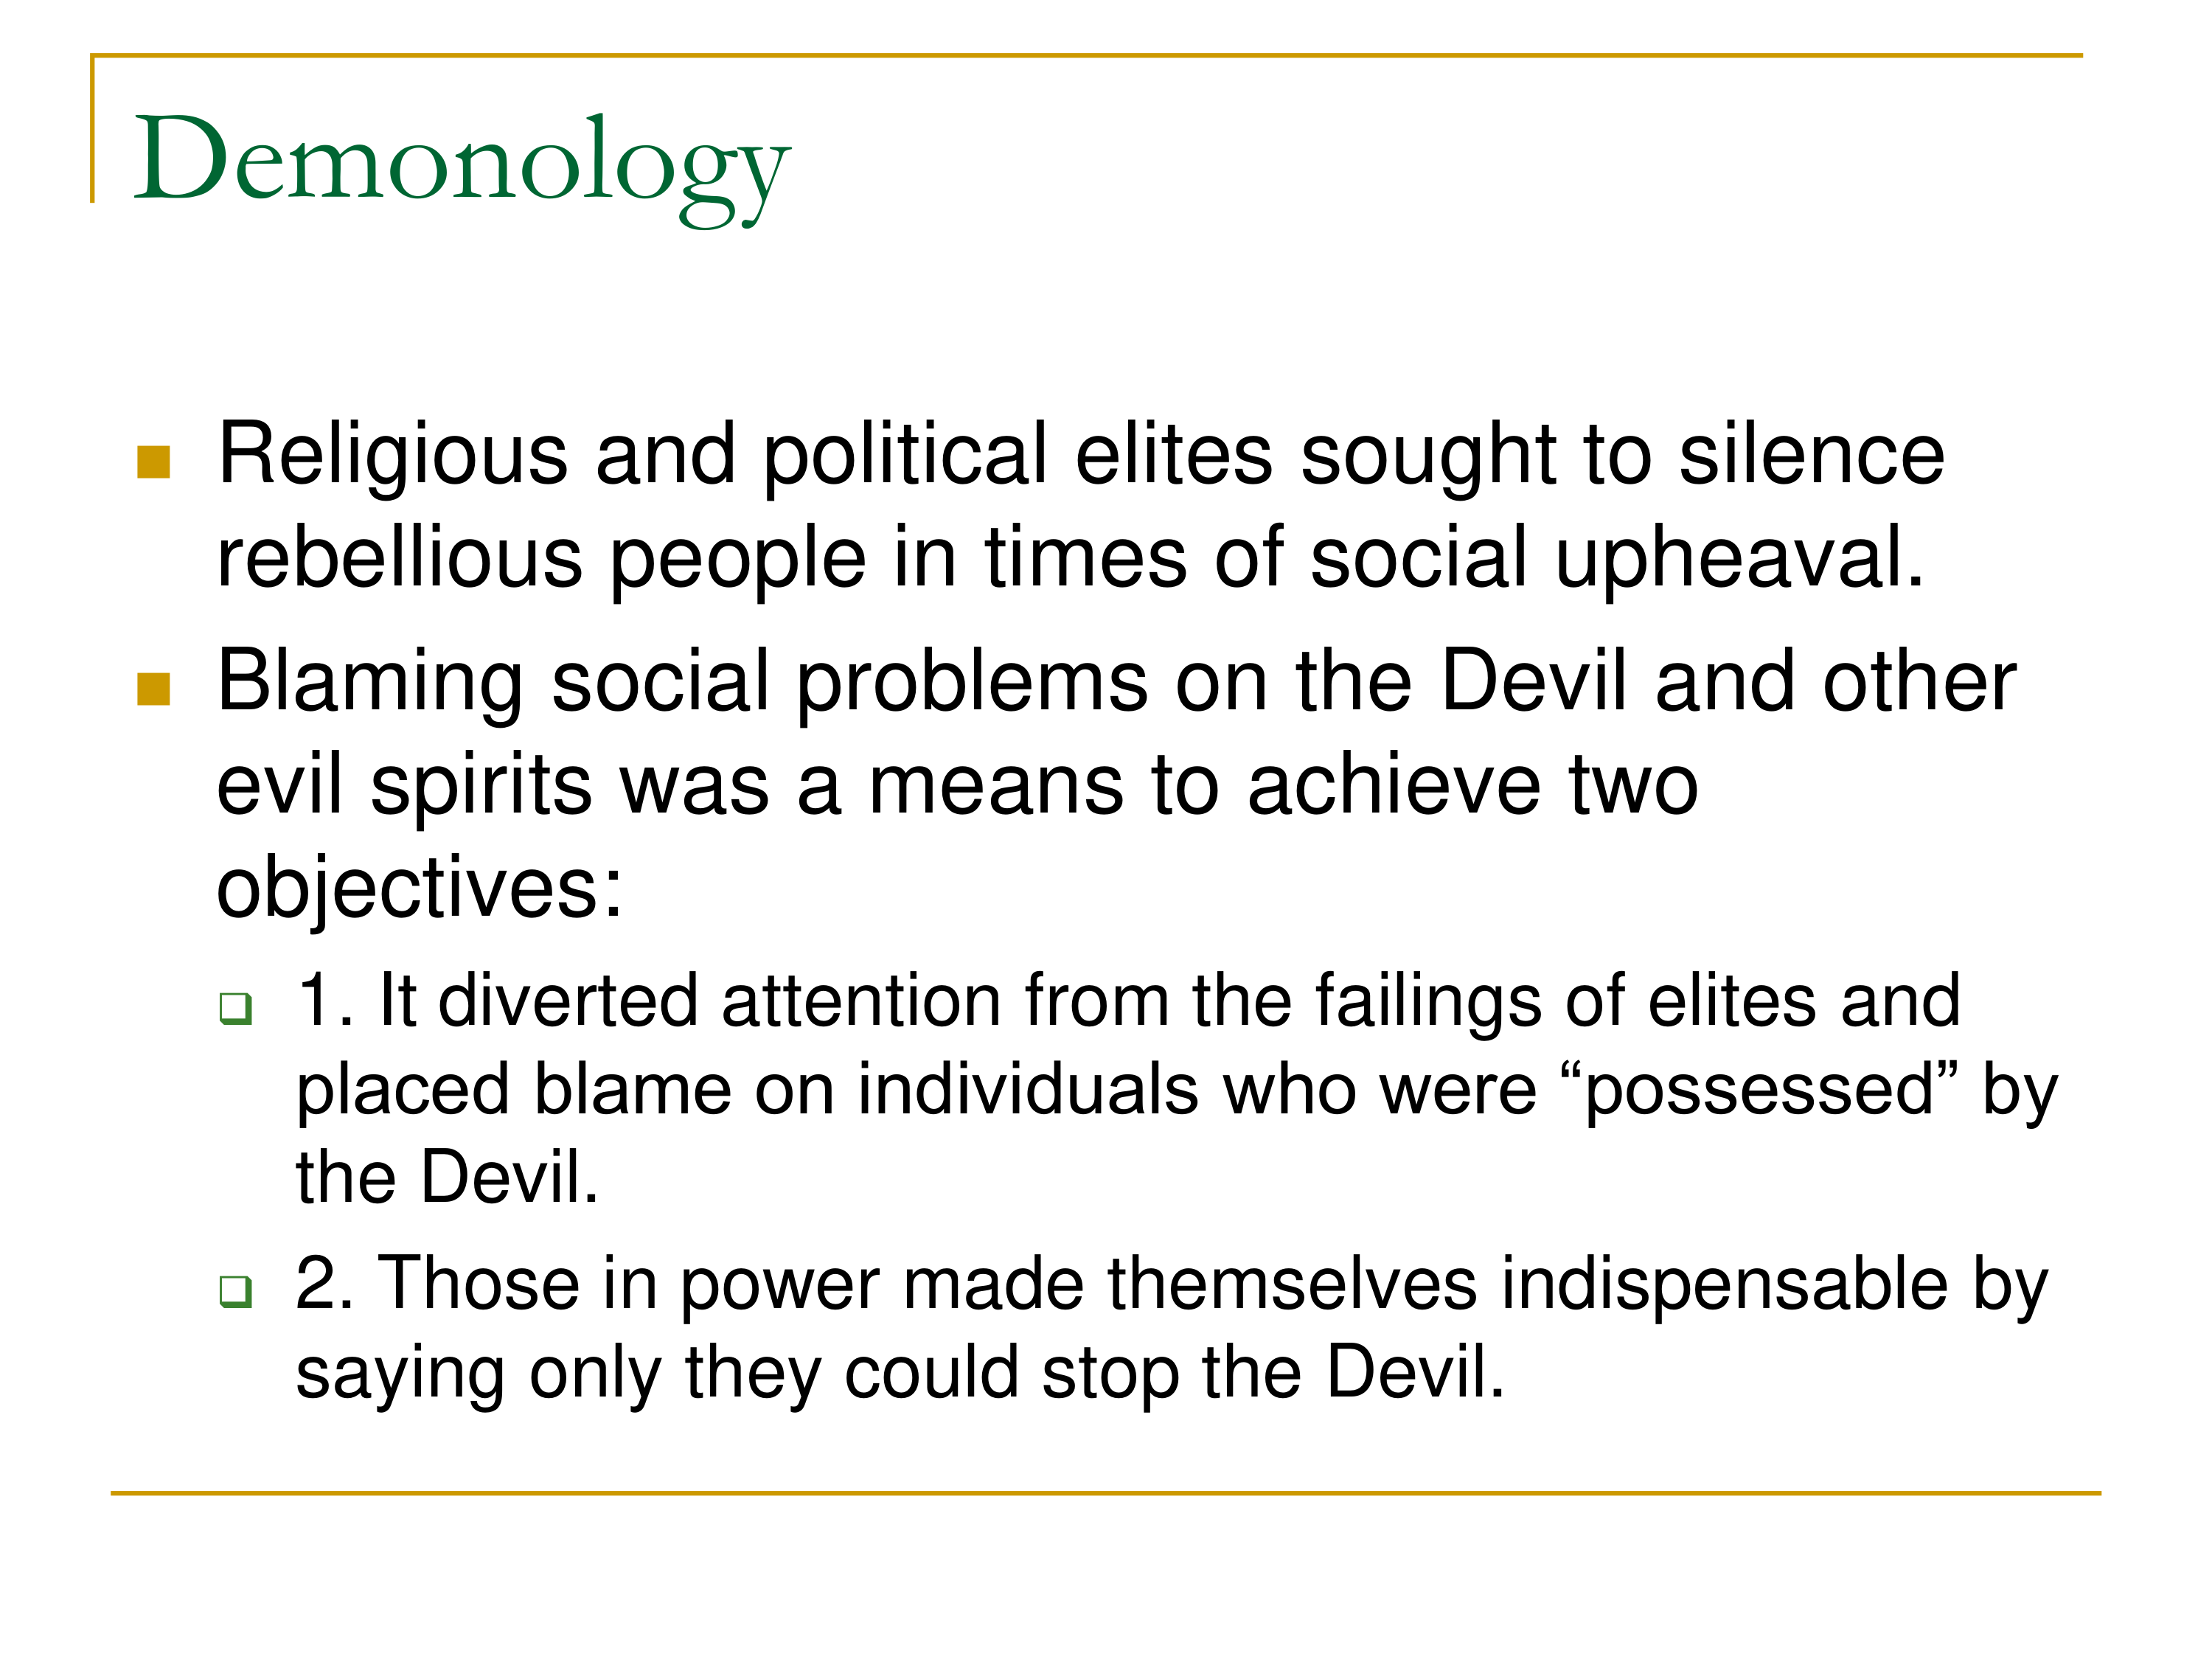 Demonology
Religious and political elites sought to silence
rebellious people in times of social upheaval.
Blaming social problems on the Devil and other
evil spirits was a means to achieve two
objectives:
1. It diverted attention from the failings of elites and
placed blame on individuals who were “possessed” by
the Devil.
2. Those in power made themselves indispensable by
saying only they could stop the Devil.